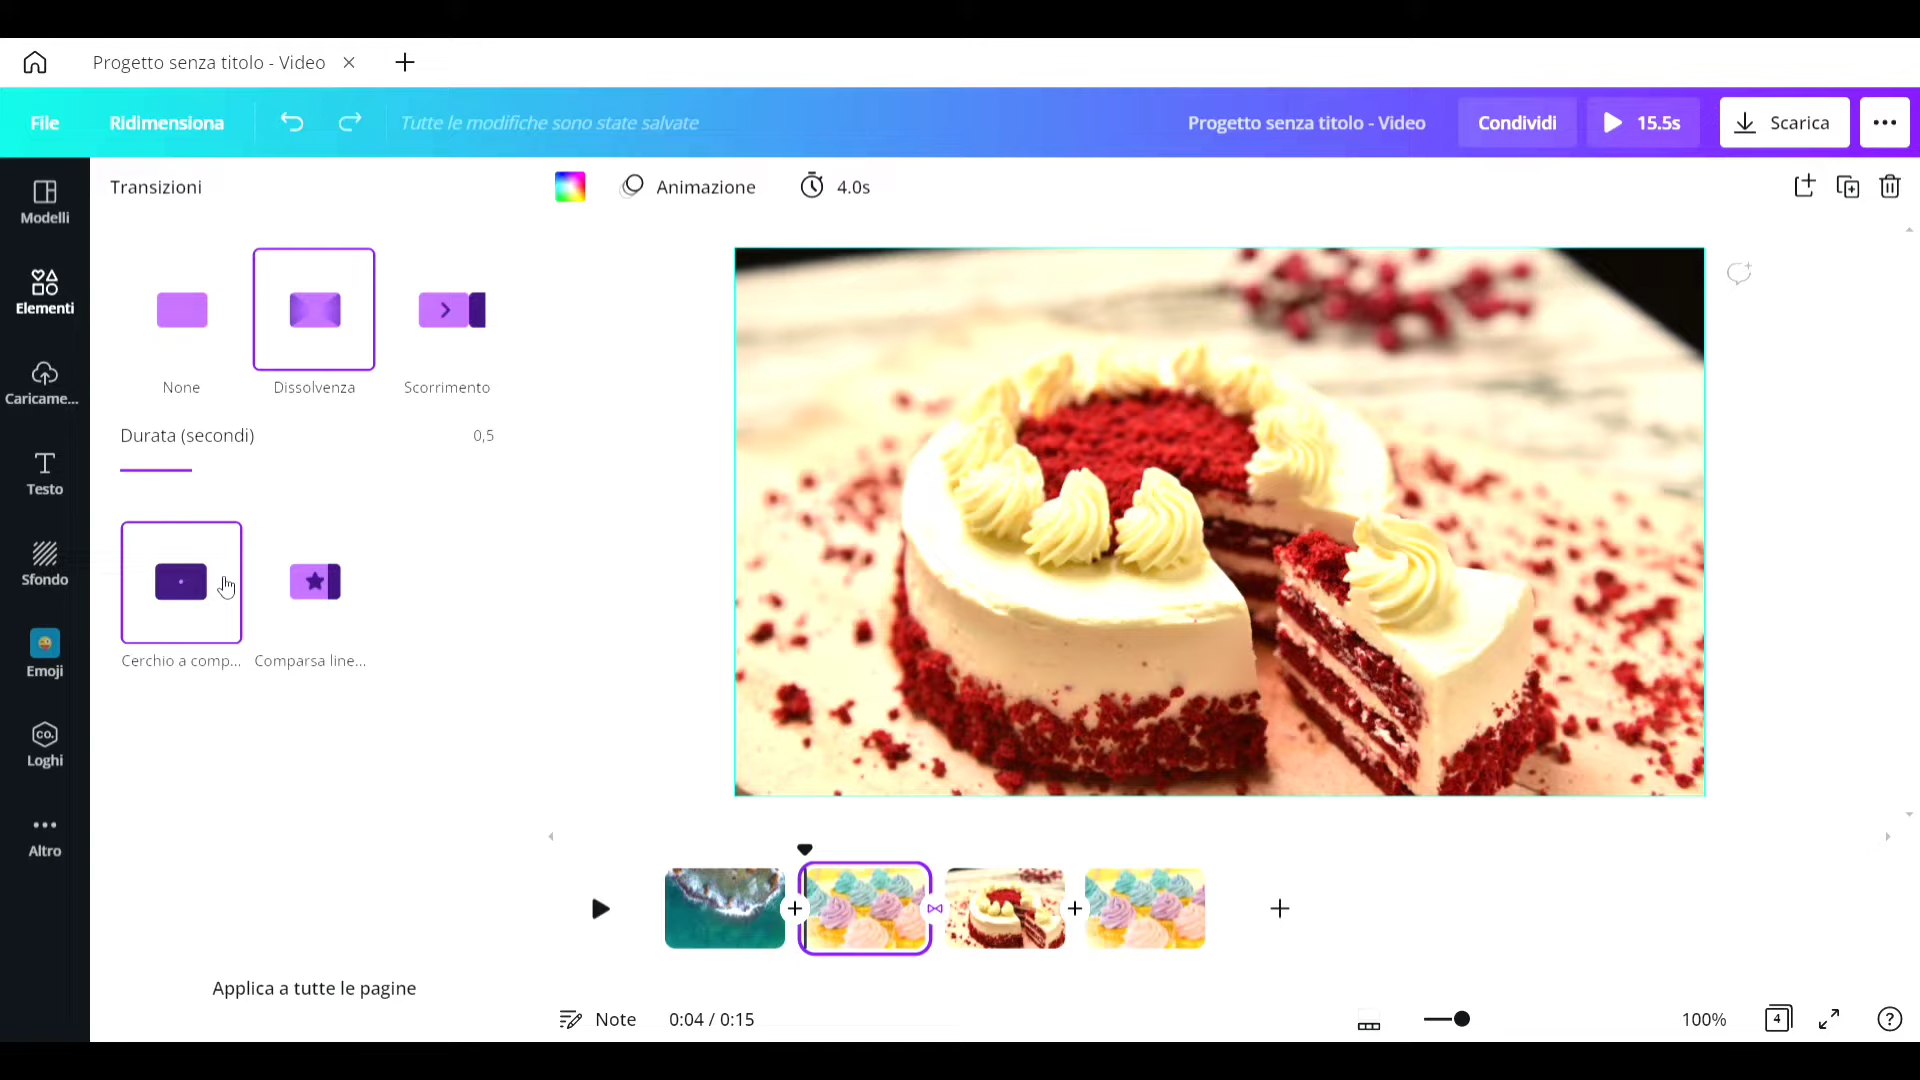 Progetto senza titolo - Video
File
Ridimensiona
Tutte le modifiche sono state salvate
Progetto senza titolo - Video
Condividi
15.5s
Scarica
Modelli
Elementi
Caricame...
Testo
Sfondo
Emoji
CO.
Loghi
Altro
Transizioni
Animazione
4.0s
None
Dissolvenza
Scorrimento
Durata (secondi)
0,5
Cerchio a comp...
Comparsa line...
Applica a tutte le pagine
Note
0:04 / 0:15
100%
4